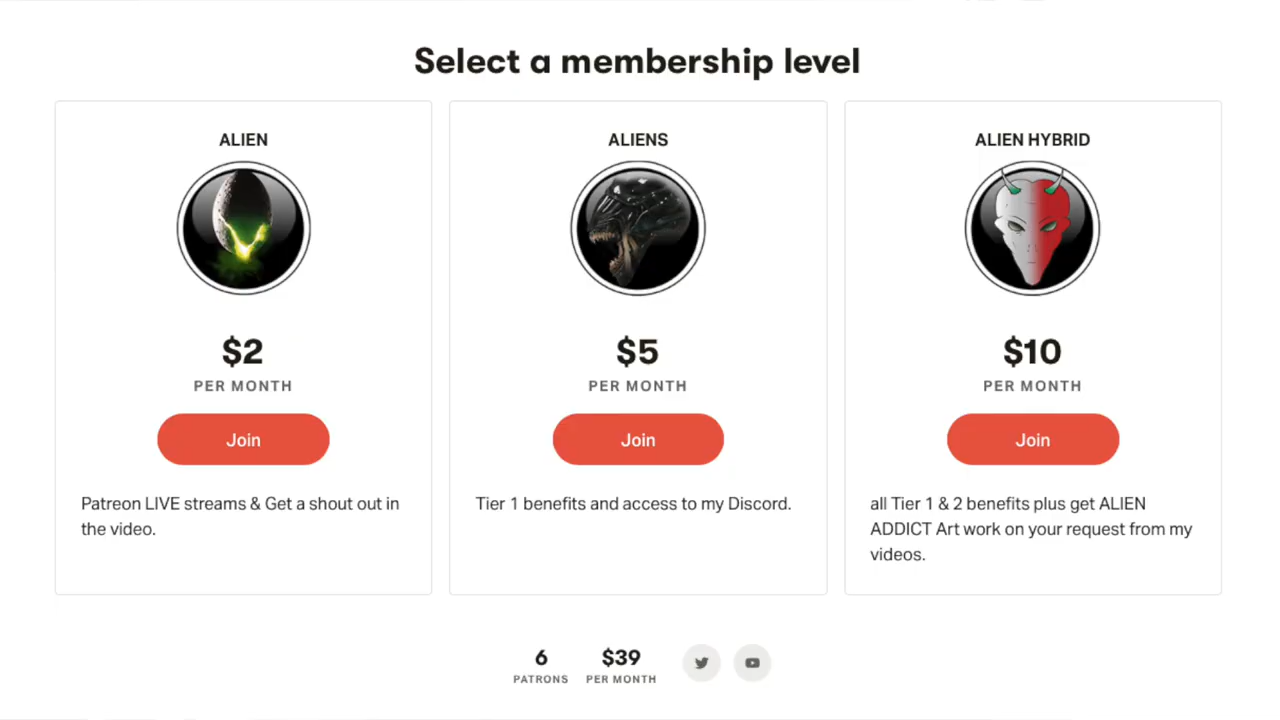 Select a membership level
ALIEN
$2
PER MONTH
Join
Patreon LIVE streams & Get a shout out in
the video.
ALIENS
$5
PER MONTH
Join
Tier 1 benefits and access to my Discord.
ALIEN HYBRID
$10
PER MONTH
Join
all Tier 1 & 2 benefits plus get ALIEN
ADDICT Art work on your request from my
videos.
6
PATRONS
$39
PER MONTH